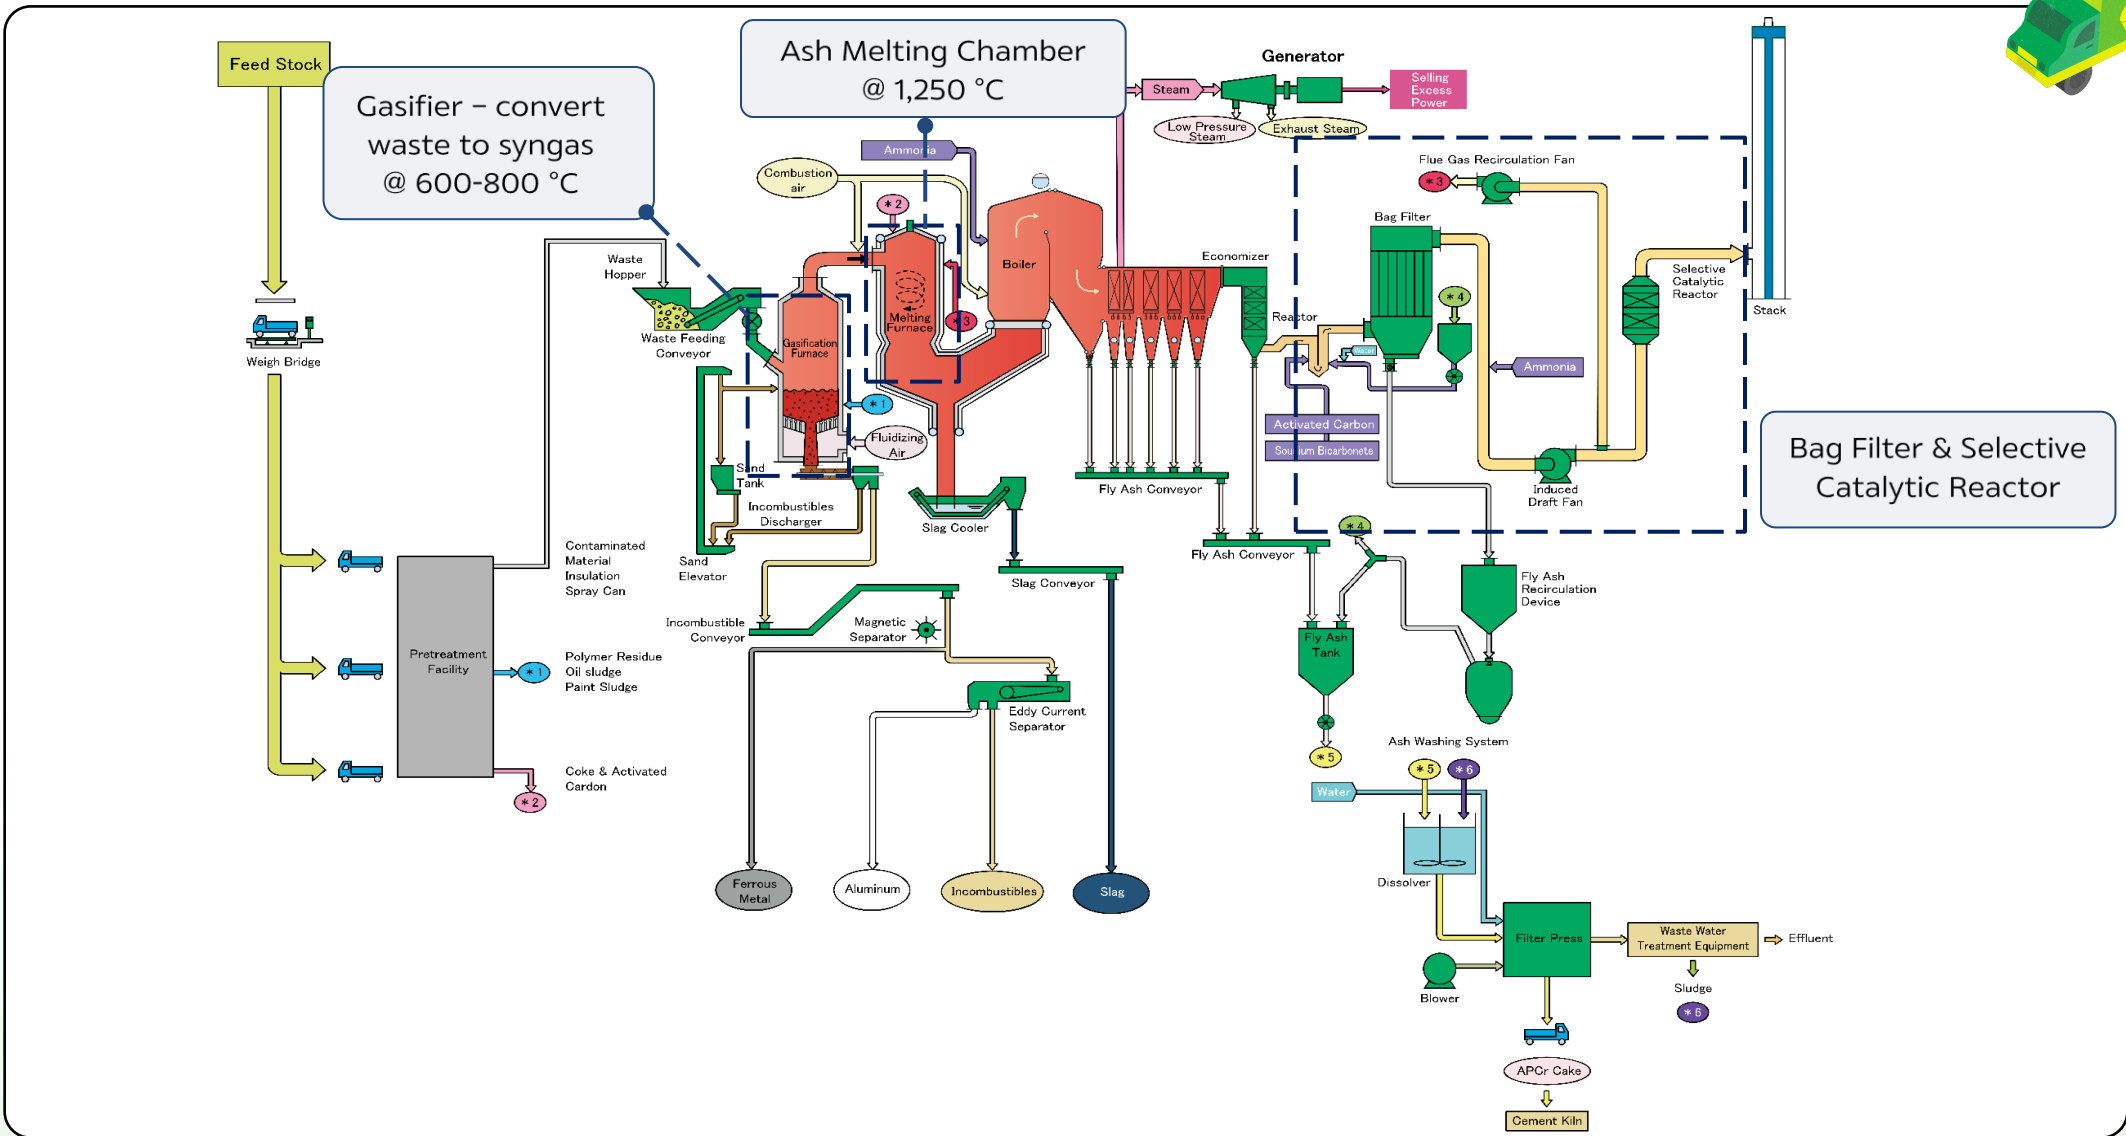 Feed Stock
Gasifier – convert
waste to syngas
@ 600-800 °C
Ash Melting Chamber
@ 1,250 °C
Generator
Steam
Selling
Excess
Power
Low Pressure
Steam
Exhaust Steam
Ammonia
Combustion
air
*2
Flue Gas Recirculation Fan
*3
Bag Filter
Waste
Hopper
Boiler
Economizer
Selective
Catalytic
Reactor
Stack
*4
Melting
Furnace
*3
Reactor
Water
Waste Feeding
Conveyor
Gasification
Furnace
Weigh Bridge
Ammonia
*1
Activated Carbon
Sodium Bicarbonete
Fluidizing
Air
Bag Filter & Selective
Catalytic Reactor
Sand
Tank
Fly Ash Conveyor
Induced
Draft Fan
Incombustibles
Discharger
Slag Cooler
*4
Fly Ash Conveyor
Sand
Elevator
Contaminated
Material
Insulation
Spray Can
Slag Conveyor
Fly Ash
Recirculation
Device
Incombustible
Conveyor
Magnetic
Separator
Fly Ash
Tank
Pretreatment
Facility
*1
Polymer Residue
Oil sludge
Paint Sludge
Eddy Current
Separator
Ash Washing System
*5
*5
*6
Coke & Activated
Cardon
*2
Water
Dissolver
Ferrous
Metal
Aluminum
Incombustibles
Slag
Filter Press
Waste Water
Treatment Equipment
Effluent
Blower
Sludge
*6
APCr Cake
Cement Kiln